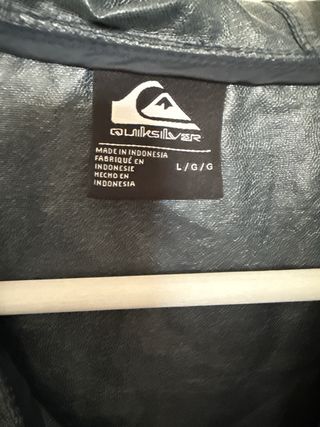 QUIKSILVER
MADE IN INDONESIA
FABRIQUÉ EN
INDONESIE
HECHO EN
INDONESIA
L/G/G